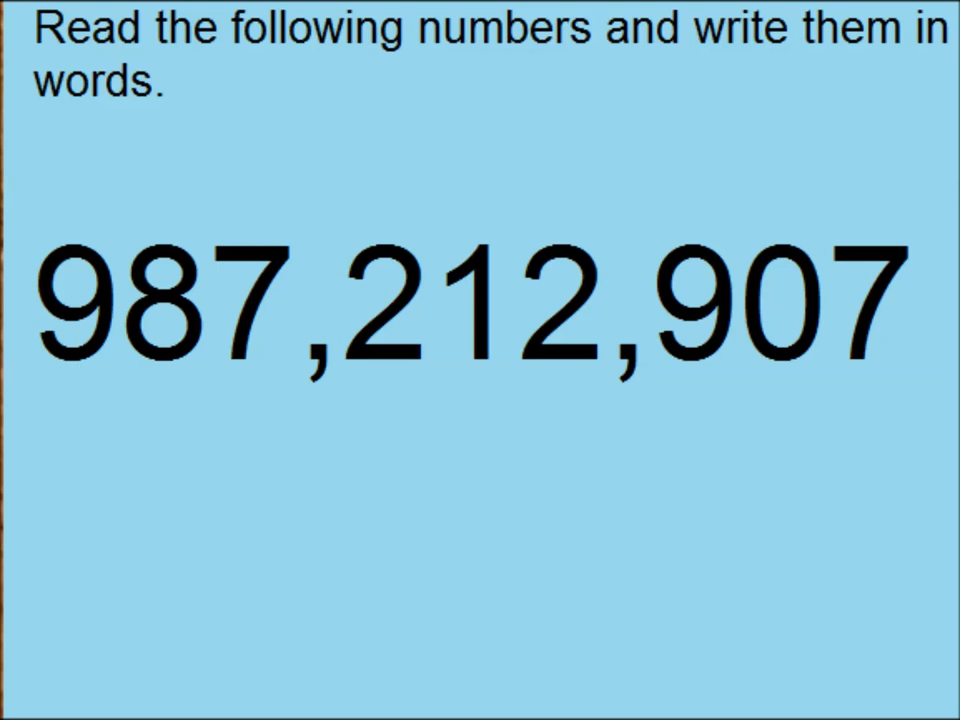 Read the following numbers and write them in
words.
987,212,907